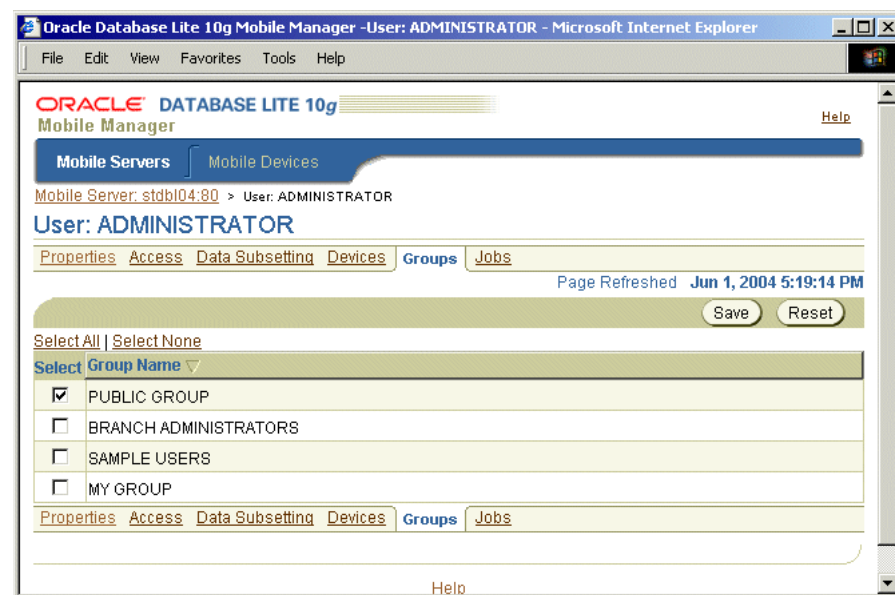 Oracle Database Lite 10g Mobile Manager -User: ADMINISTRATOR - Microsoft Internet Explorer
File Edit View Favorites Tools Help
ORACLE DATABASE LITE 10g
Mobile Manager
Help
Mobile Servers Mobile Devices
Mobile Server: stdbl04:80 > User: ADMINISTRATOR
User: ADMINISTRATOR
Properties Access Data Subsetting Devices Groups Jobs
Page Refreshed Jun 1, 2004 5:19:14 PM
Save Reset
Select All | Select None
Select Group Name
PUBLIC GROUP
BRANCH ADMINISTRATORS
SAMPLE USERS
MY GROUP
Properties Access Data Subsetting Devices Groups Jobs
Help